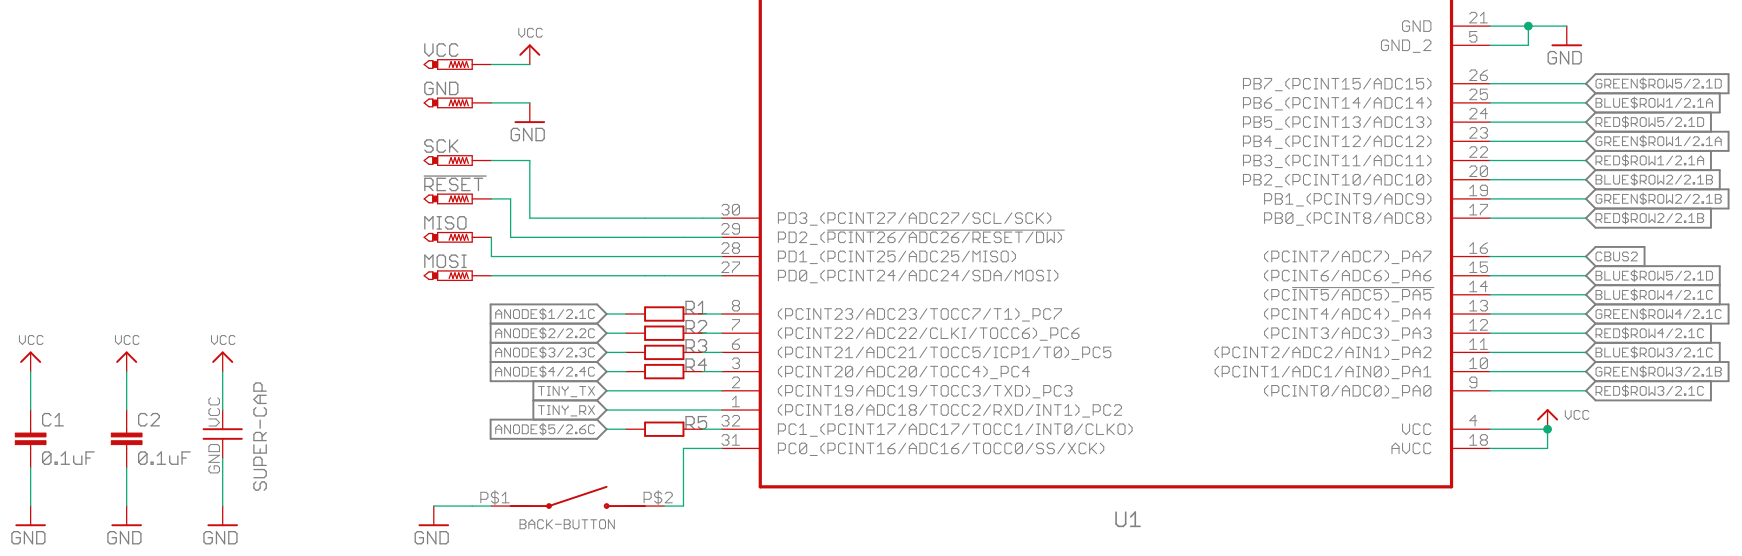 VCC
VCC
GND
GND
SCK
RESET
MISO
MOSI
30 PD3_(PCINT27/ADC27/SCL/SCK)
29 PD2_(PCINT26/ADC26/RESET/DW)
28 PD1_(PCINT25/ADC25/MISO)
27 PD0_(PCINT24/ADC24/SDA/MOSI)
ANODE$1/2.1C R1 8 (PCINT23/ADC23/TOCC7/T1)_PC7
ANODE$2/2.2C R2 7 (PCINT22/ADC22/CLKI/TOCC6)_PC6
ANODE$3/2.3C R3 6 (PCINT21/ADC21/TOCC5/ICP1/T0)_PC5
ANODE$4/2.4C R4 3 (PCINT20/ADC20/TOCC4)_PC4
TINY_TX 2 (PCINT19/ADC19/TOCC3/TXD)_PC3
TINY_RX 1 (PCINT18/ADC18/TOCC2/RXD/INT1)_PC2
ANODE$5/2.6C R5 32 PC1_(PCINT17/ADC17/TOCC1/INT0/CLKO)
31 PC0_(PCINT16/ADC16/TOCC0/SS/XCK)
P$1 P$2
BACK-BUTTON
GND
VCC VCC VCC
C1 C2 VCC
0.1uF 0.1uF GND
SUPER-CAP
GND GND GND
GND 21
GND_2 5
GND
PB7_(PCINT15/ADC15) 26 GREEN$ROW5/2.1D
PB6_(PCINT14/ADC14) 25 BLUE$ROW1/2.1A
PB5_(PCINT13/ADC13) 24 RED$ROW5/2.1D
PB4_(PCINT12/ADC12) 23 GREEN$ROW1/2.1A
PB3_(PCINT11/ADC11) 22 RED$ROW1/2.1A
PB2_(PCINT10/ADC10) 20 BLUE$ROW2/2.1B
PB1_(PCINT9/ADC9) 19 GREEN$ROW2/2.1B
PB0_(PCINT8/ADC8) 17 RED$ROW2/2.1B
(PCINT7/ADC7)_PA7 16 CBUS2
(PCINT6/ADC6)_PA6 15 BLUE$ROW5/2.1D
(PCINT5/ADC5)_PA5 14 BLUE$ROW4/2.1C
(PCINT4/ADC4)_PA4 13 GREEN$ROW4/2.1C
(PCINT3/ADC3)_PA3 12 RED$ROW4/2.1C
(PCINT2/ADC2/AIN1)_PA2 11 BLUE$ROW3/2.1C
(PCINT1/ADC1/AIN0)_PA1 10 GREEN$ROW3/2.1B
(PCINT0/ADC0)_PA0 9 RED$ROW3/2.1C
VCC
VCC 4
AVCC 18
U1